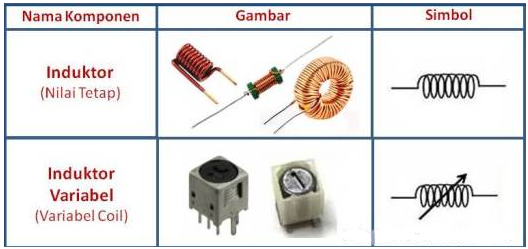 Nama Komponen
Gambar
Simbol
Induktor
(Nilai Tetap)
Induktor
Variabel
(Variabel Coil)